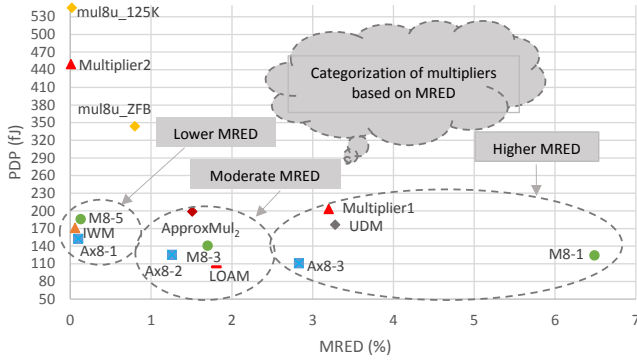 mul8u_125K
Multiplier2
mul8u_ZFB
Categorization of multipliers
based on MRED
Lower MRED
Moderate MRED
Higher MRED
M8-5
IWM
Ax8-1
ApproxMul2
M8-3
Ax8-2
LOAM
Multiplier1
UDM
Ax8-3
M8-1
PDP (fJ)
530
500
470
440
410
380
350
320
290
260
230
200
170
140
110
80
50
0 1 2 3 4 5 6 7
MRED (%)